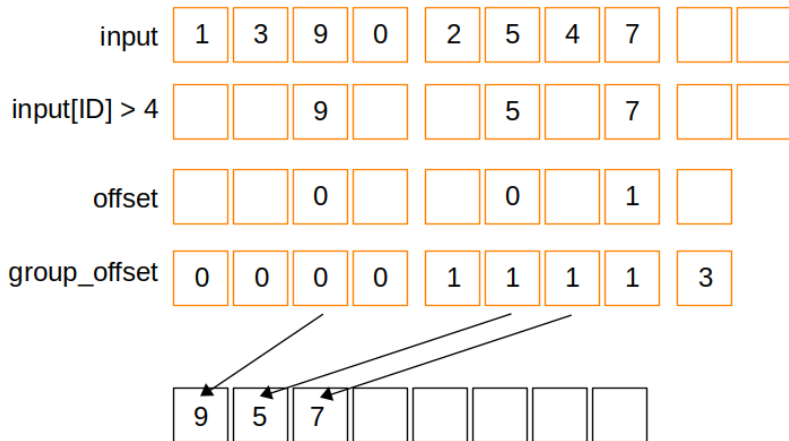 input 1 3 9 0 2 5 4 7
input[ID] > 4 9 5 7
offset 0 0 1
group_offset 0 0 0 0 1 1 1 1 3
9 5 7